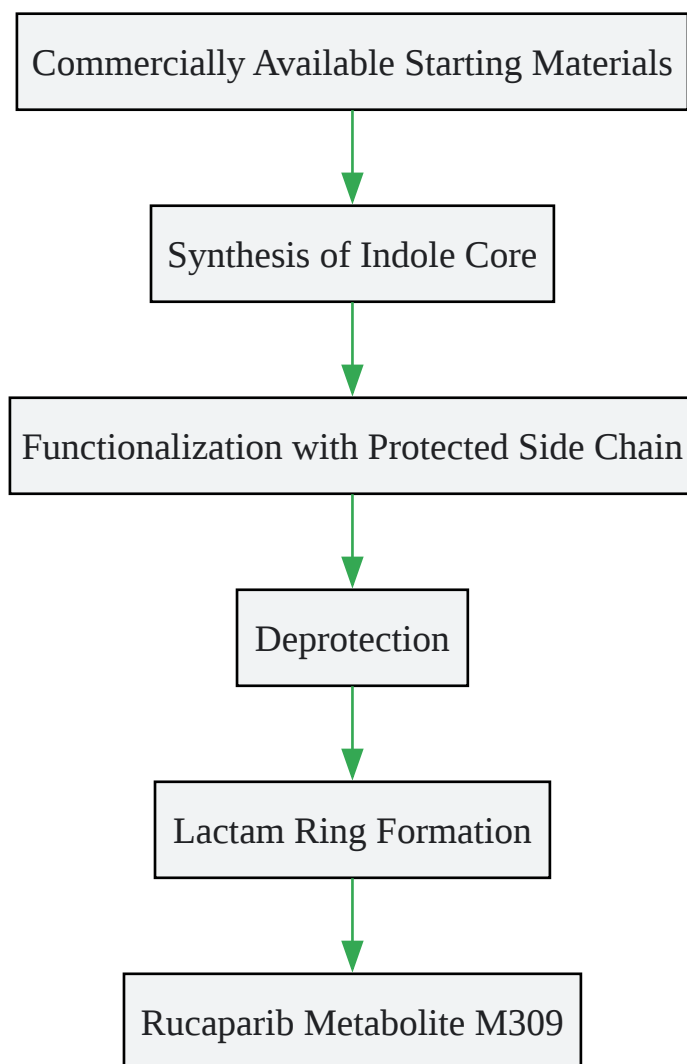 Commercially Available Starting Materials
Synthesis of Indole Core
Functionalization with Protected Side Chain
Deprotection
Lactam Ring Formation
Rucaparib Metabolite M309